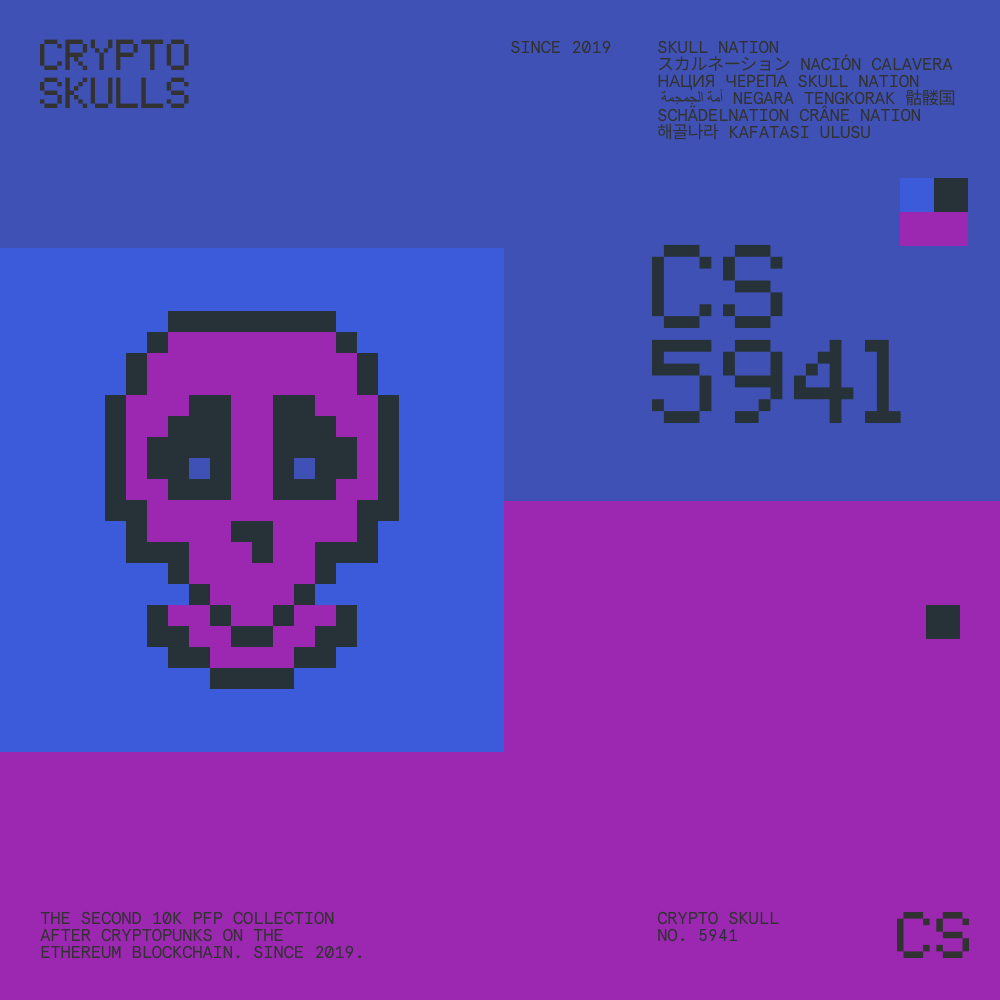 CRYPTO
SKULLS
SINCE 2019
SKULL NATION
スカルネーション NACIÓN CALAVERA
НАЦИЯ ЧЕРЕПА SKULL NATION
أمة الجمجمة NEGARA TENGKORAK 骷髅国
SCHÄDELNATION CRÂNE NATION
해골나라 KAFATASI ULUSU
CS
5941
THE SECOND 10K PFP COLLECTION
AFTER CRYPTOPUNKS ON THE
ETHEREUM BLOCKCHAIN. SINCE 2019.
CRYPTO SKULL
NO. 5941
CS